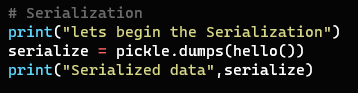 # Serialization
print("lets begin the Serialization")
serialize = pickle.dumps(hello())
print("Serialized data",serialize)